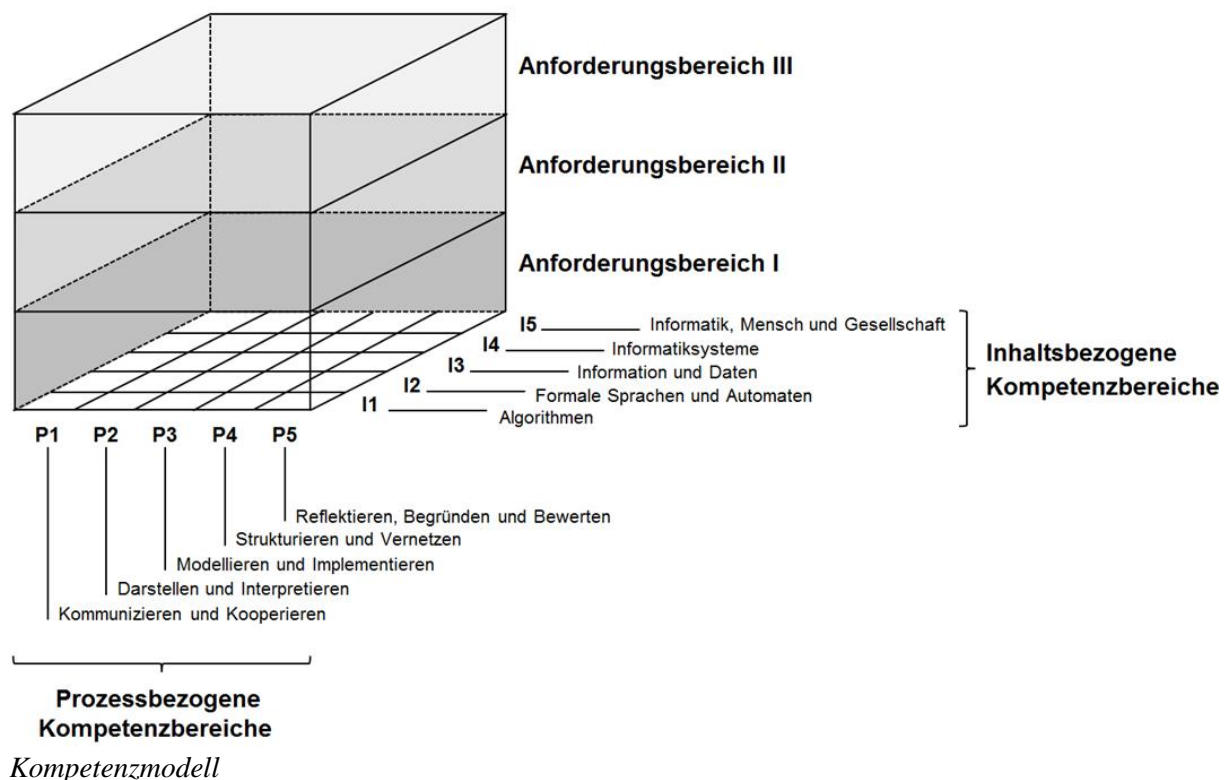 Anforderungsbereich III
Anforderungsbereich II
Anforderungsbereich I
I5 Informatik, Mensch und Gesellschaft
I4 Informatiksysteme
I3 Information und Daten
I2 Formale Sprachen und Automaten
I1 Algorithmen
Inhaltsbezogene
Kompetenzbereiche
P1 P2 P3 P4 P5
Reflektieren, Begründen und Bewerten
Strukturieren und Vernetzen
Modellieren und Implementieren
Darstellen und Interpretieren
Kommunizieren und Kooperieren
Prozessbezogene
Kompetenzbereiche
Kompetenzmodell